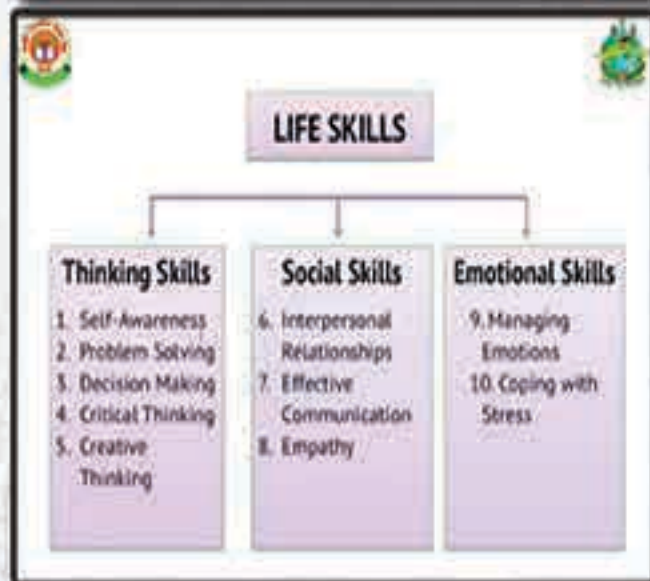 LIFE SKILLS
Thinking Skills
1. Self-Awareness
2. Problem Solving
3. Decision Making
4. Critical Thinking
5. Creative
Thinking
Social Skills
6. Interpersonal
Relationships
7. Effective
Communication
8. Empathy
Emotional Skills
9. Managing
Emotions
10. Coping with
Stress